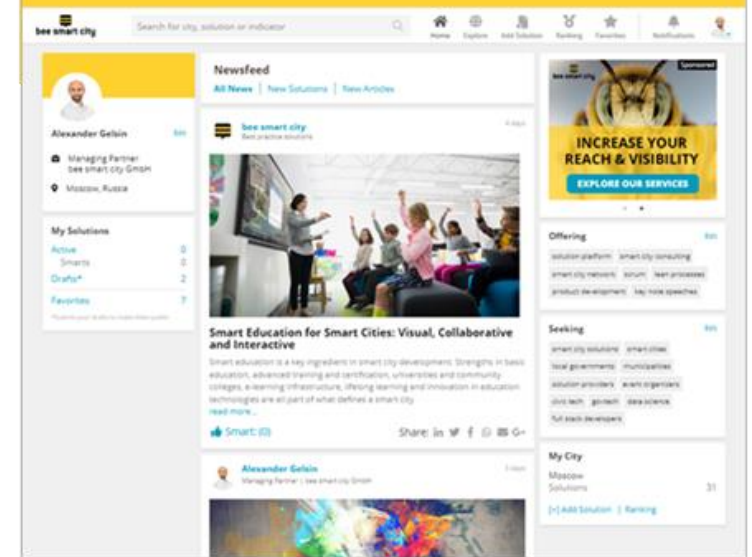 bee smart city
Search for city, solution or indicator
Home
Explore
Add Solution
Ranking
Favorites
Notifications
Alexander Gelsin
Edit
Managing Partner
bee smart city GmbH
Moscow, Russia
My Solutions
Active 0
Smarts 0
Drafts* 2
Favorites 7
Newsfeed
All News | New Solutions | New Articles
bee smart city
Best practice solutions
4 days
Smart Education for Smart Cities: Visual, Collaborative
and Interactive
Smart education is a key ingredient in smart city development. Strengths in basic
education, advanced training and certification, universities and community
colleges, e-learning infrastructure, lifelong learning and innovation in education
technologies are all part of what defines a smart city
read more...
Smart: (0)
Share:
Alexander Gelsin
Managing Partner | bee smart city GmbH
bee smart city
Sponsored
INCREASE YOUR
REACH & VISIBILITY
EXPLORE OUR SERVICES
Offering
Edit
solution platform smart city consulting
smart city network scrum lean processes
product development key note speeches
Seeking
Edit
smart city solutions smart cities
local governments municipalities
solution providers event organizers
civic tech govtech data science
full stack developers
My City
Moscow
Solutions 31
[+] Add Solution | Ranking